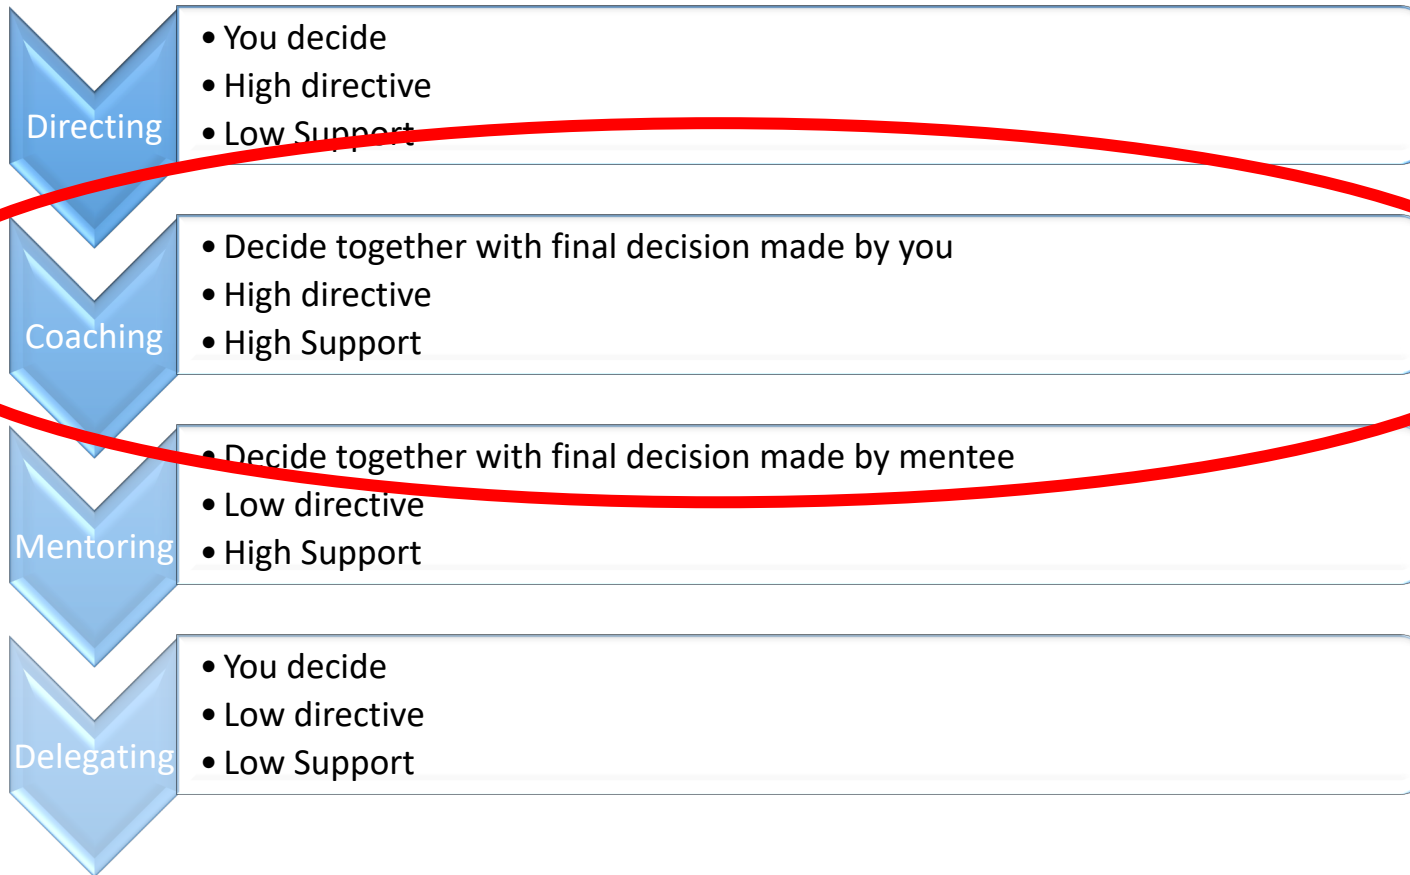 Directing
• You decide
• High directive
• Low Support
Coaching
• Decide together with final decision made by you
• High directive
• High Support
Mentoring
• Decide together with final decision made by mentee
• Low directive
• High Support
Delegating
• You decide
• Low directive
• Low Support